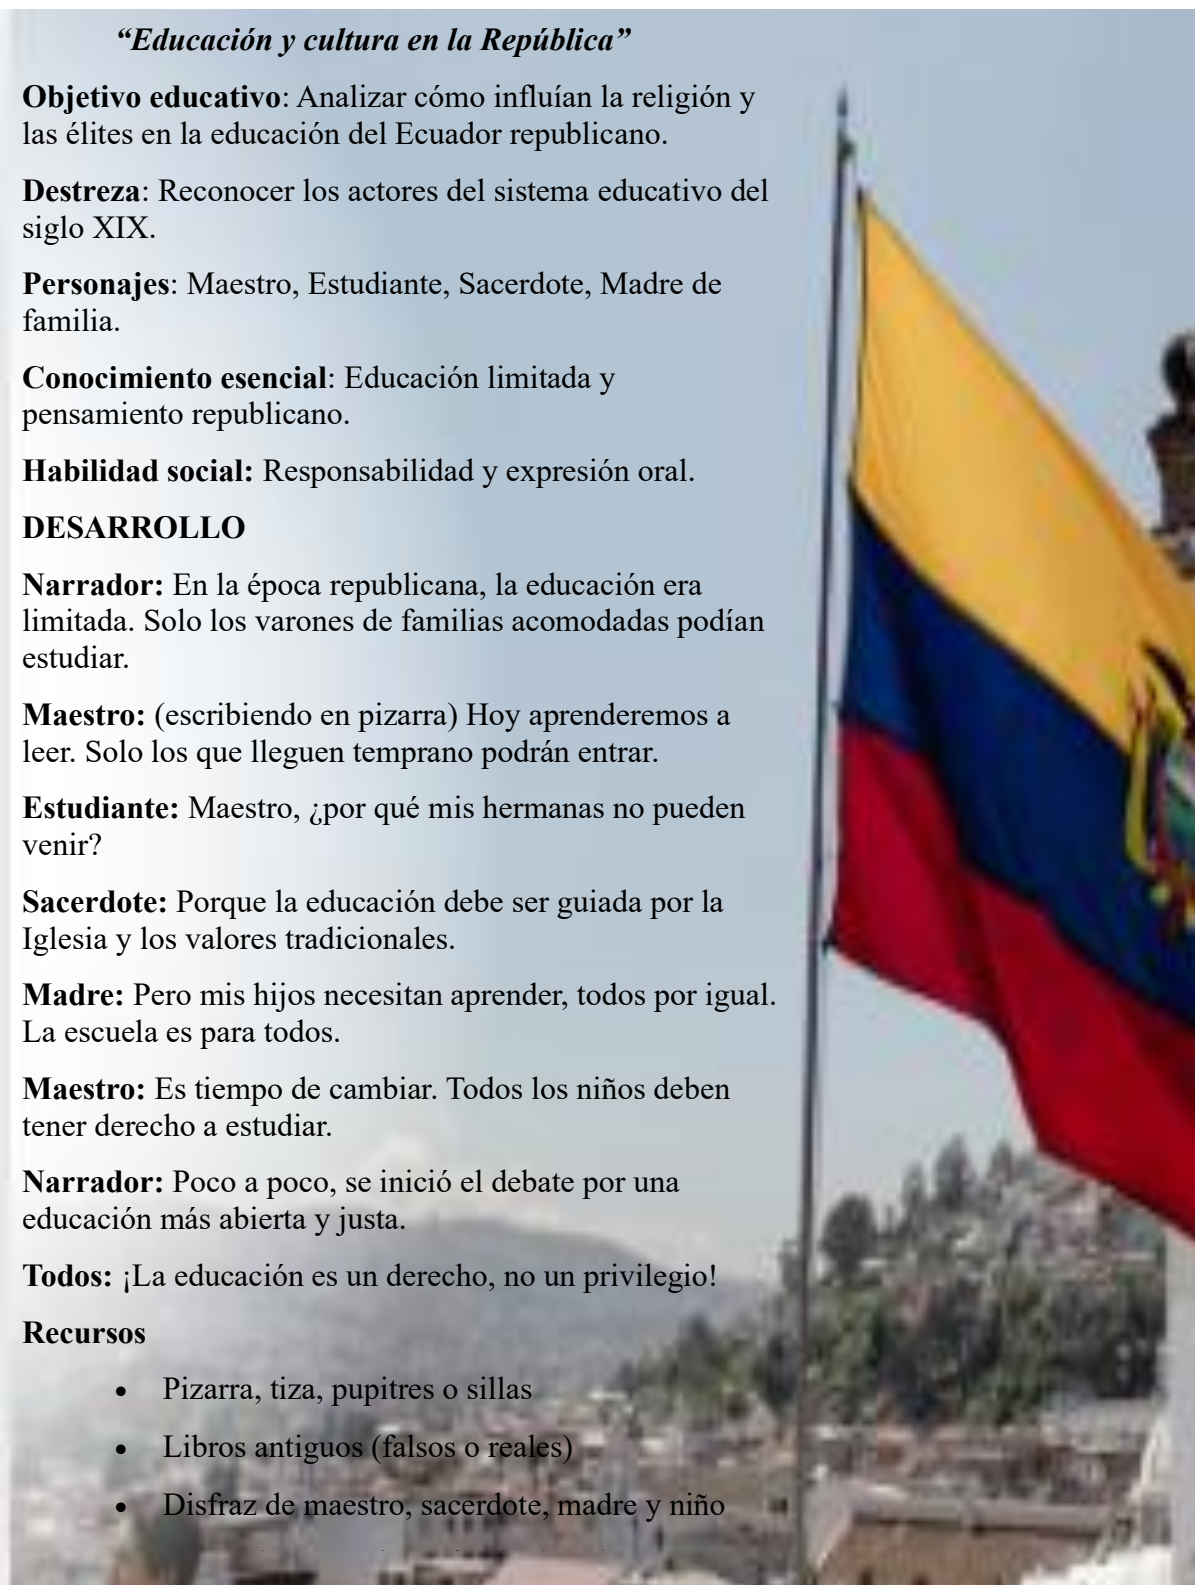 “Educación y cultura en la República”
Objetivo educativo: Analizar cómo influían la religión y
las élites en la educación del Ecuador republicano.
Destreza: Reconocer los actores del sistema educativo del
siglo XIX.
Personajes: Maestro, Estudiante, Sacerdote, Madre de
familia.
Conocimiento esencial: Educación limitada y
pensamiento republicano.
Habilidad social: Responsabilidad y expresión oral.
DESARROLLO
Narrador: En la época republicana, la educación era
limitada. Solo los varones de familias acomodadas podían
estudiar.
Maestro: (escribiendo en pizarra) Hoy aprenderemos a
leer. Solo los que lleguen temprano podrán entrar.
Estudiante: Maestro, ¿por qué mis hermanas no pueden
venir?
Sacerdote: Porque la educación debe ser guiada por la
Iglesia y los valores tradicionales.
Madre: Pero mis hijos necesitan aprender, todos por igual.
La escuela es para todos.
Maestro: Es tiempo de cambiar. Todos los niños deben
tener derecho a estudiar.
Narrador: Poco a poco, se inició el debate por una
educación más abierta y justa.
Todos: ¡La educación es un derecho, no un privilegio!
Recursos
• Pizarra, tiza, pupitres o sillas
• Libros antiguos (falsos o reales)
• Disfraz de maestro, sacerdote, madre y niño